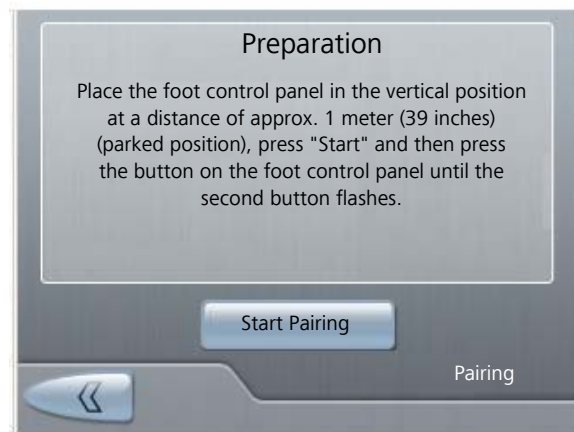 Preparation
Place the foot control panel in the vertical position
at a distance of approx. 1 meter (39 inches)
(parked position), press "Start" and then press
the button on the foot control panel until the
second button flashes.
Start Pairing
Pairing